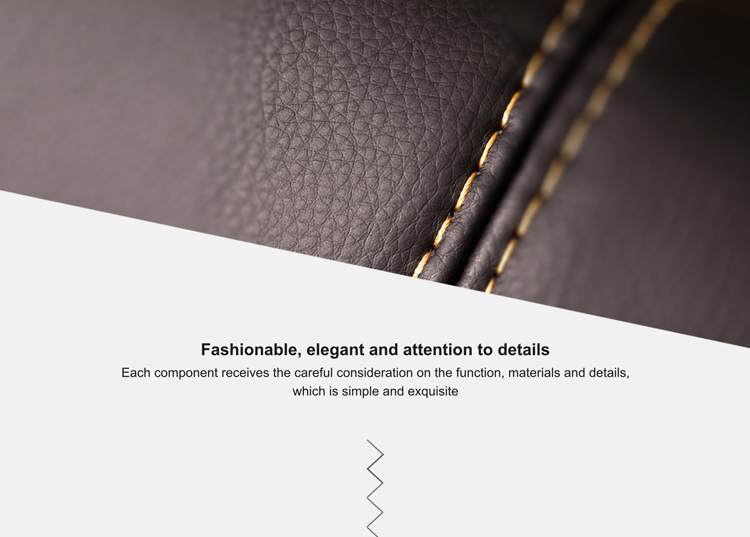 Fashionable, elegant and attention to details
Each component receives the careful consideration on the function, materials and details,
which is simple and exquisite